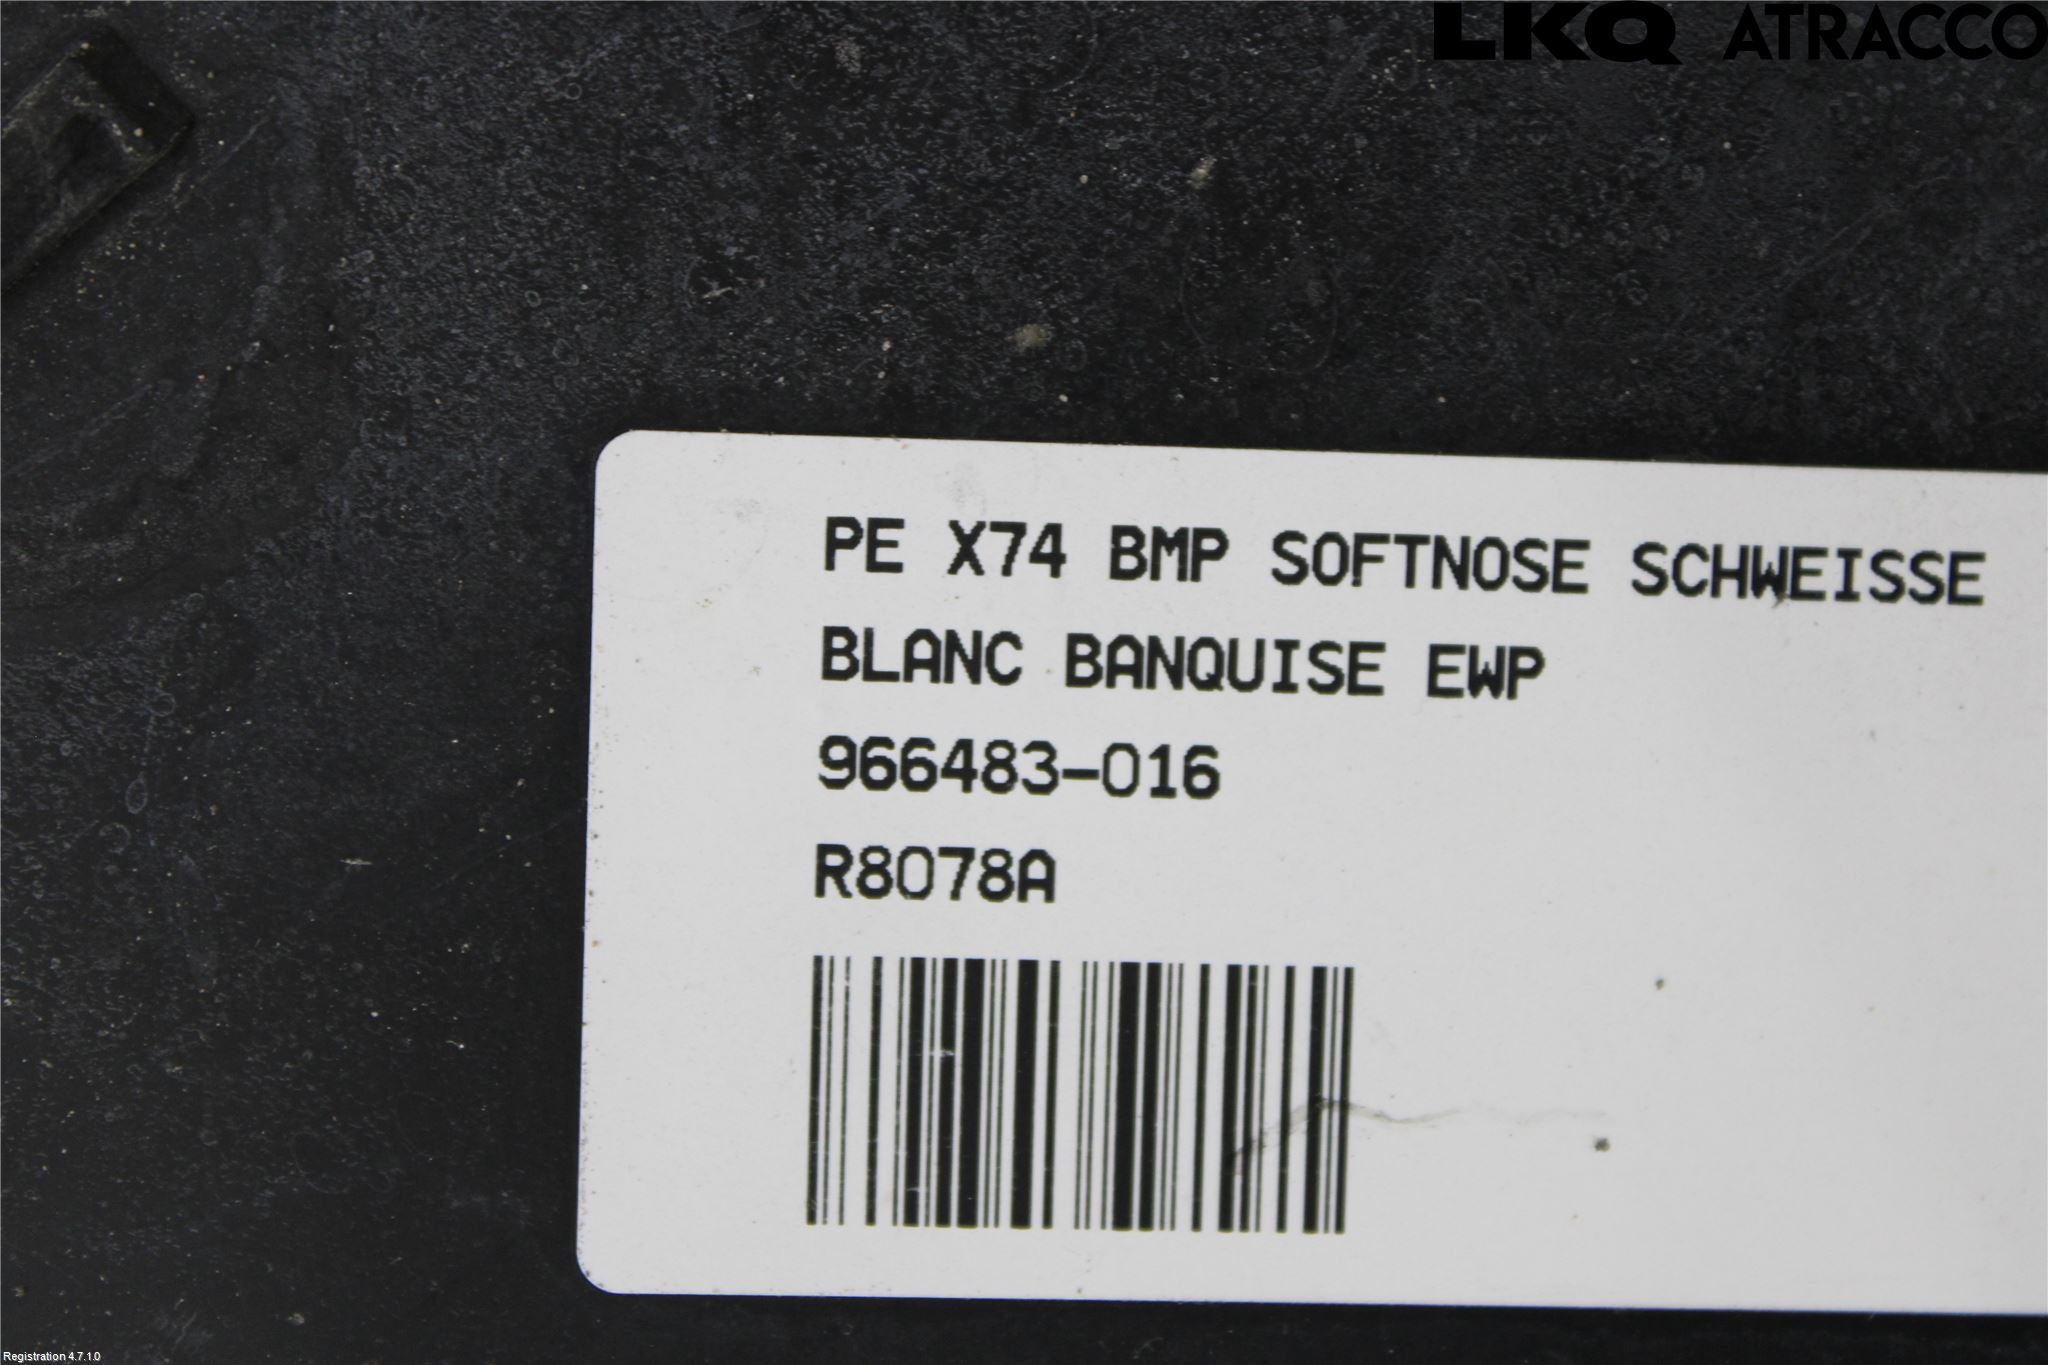 LKQ ATRACCO
PE X74 BMP SOFTNOSE SCHWEISSE
BLANC BANQUISE EWP
966483-016
R8078A
Registration 4.7.1.0